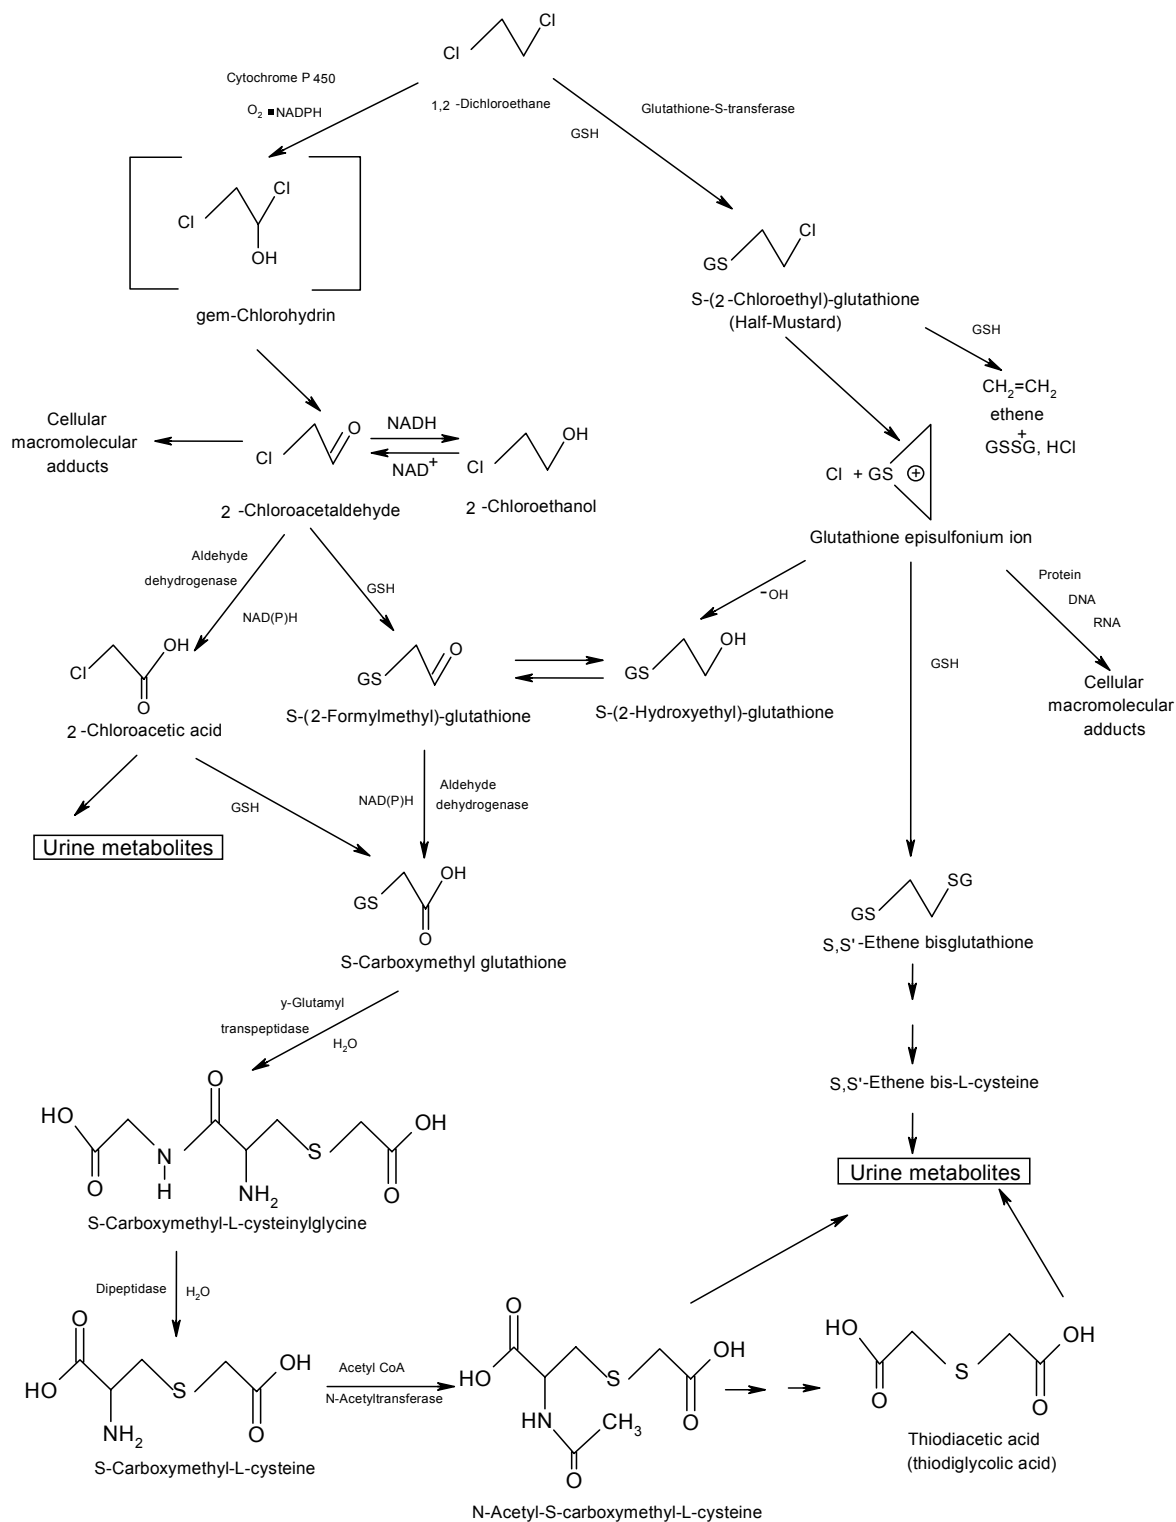 Cl
Cl
Cytochrome P 450
O2 ■NADPH
1,2 -Dichloroethane
Glutathione-S-transferase
GSH
Cl
Cl
OH
gem-Chlorohydrin
Cl
GS
S-(2-Chloroethyl)-glutathione
(Half-Mustard)
GSH
CH2=CH2
ethene
+
GSSG, HCl
Cellular
macromolecular
adducts
O
Cl
2 -Chloroacetaldehyde
NADH
NAD+
OH
Cl
2 -Chloroethanol
Cl + GS
+
Glutathione episulfonium ion
Aldehyde
dehydrogenase
NAD(P)H
GSH
-OH
GSH
Protein
DNA
RNA
Cellular
macromolecular
adducts
OH
Cl
O
2 -Chloroacetic acid
O
GS
S-(2-Formylmethyl)-glutathione
OH
GS
S-(2-Hydroxyethyl)-glutathione
GSH
NAD(P)H
Aldehyde
dehydrogenase
Urine metabolites
OH
GS
O
S-Carboxymethyl glutathione
SG
GS
S,S'-Ethene bisglutathione
S,S'-Ethene bis-L-cysteine
Urine metabolites
y-Glutamyl
transpeptidase
H2O
O
HO
OH
O
N
H
S
NH2
O
S-Carboxymethyl-L-cysteinylglycine
Dipeptidase
H2O
O
HO
OH
S
NH2
O
S-Carboxymethyl-L-cysteine
Acetyl CoA
N-Acetyltransferase
O
HO
OH
S
HN
CH3
O
O
N-Acetyl-S-carboxymethyl-L-cysteine
HO
OH
O
S
O
Thiodiacetic acid
(thiodiglycolic acid)